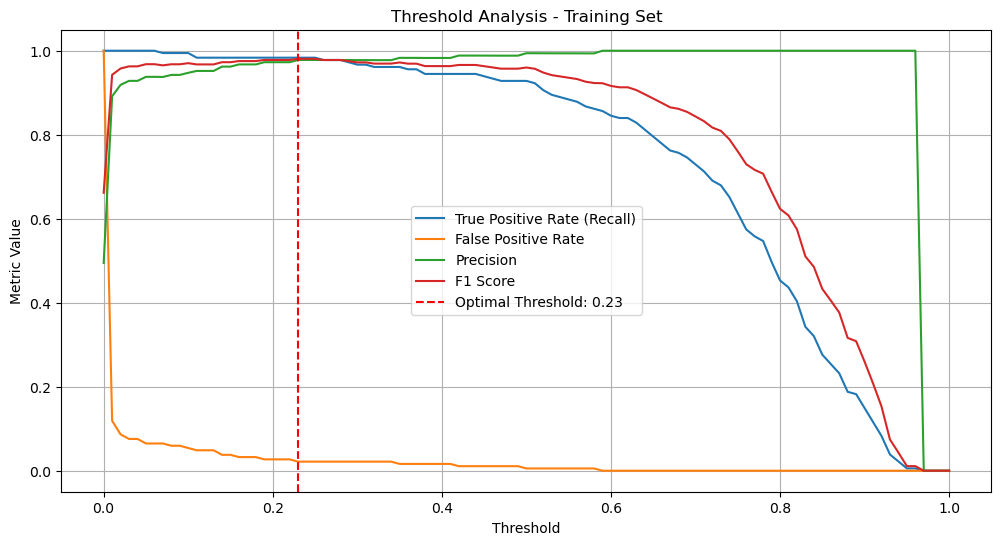 Threshold Analysis - Training Set
Metric Value
1.0
0.8
0.6
0.4
0.2
0.0
True Positive Rate (Recall)
False Positive Rate
Precision
F1 Score
Optimal Threshold: 0.23
0.0 0.2 0.4 0.6 0.8 1.0
Threshold